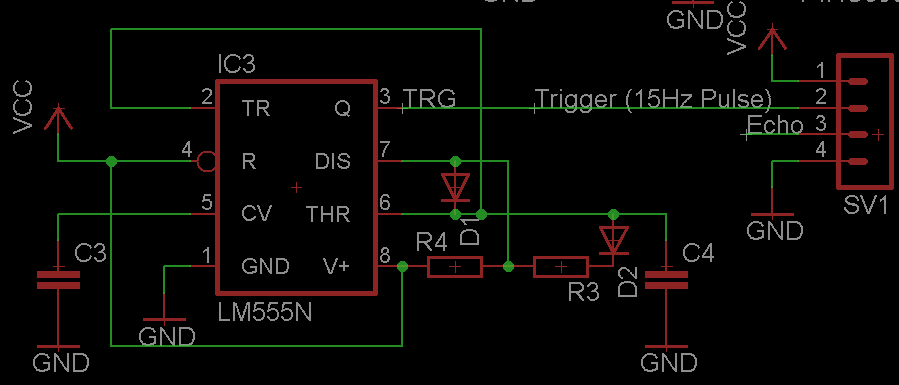 GND
GND
VCC
IC3
VCC
2
TR
Q
3
TRG
Trigger (15Hz Pulse)
1
2
Echo
3
4
4
R
DIS
7
5
CV
THR
6
D1
SV1
GND
C3
1
GND
V+
8
R4
R3
D2
C4
LM555N
GND
GND
GND